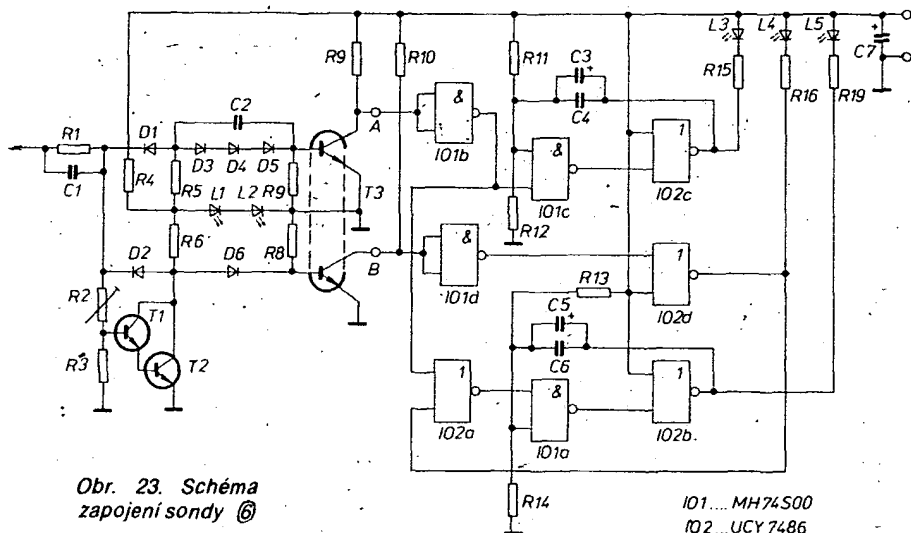 L3 L4 L5
R9 R10 R11 C3 C7
R15 R16 R19
C4
C2 & A
R1 D1 D3 D4 D5 IO1b & 1
C1 R4 R5 L1 L2 R9 T3 IO1c IO2c
R12
R6 R8 B &
D2 D6 1
IO1d R13
R2 T1 C5 IO2d
R3 T2 C6
1 & 1
IO2a IO1a IO2b
R14
Obr. 23. Schéma
zapojení sondy ⑥
IO1.... MH74S00
IO2 ... UCY 7486